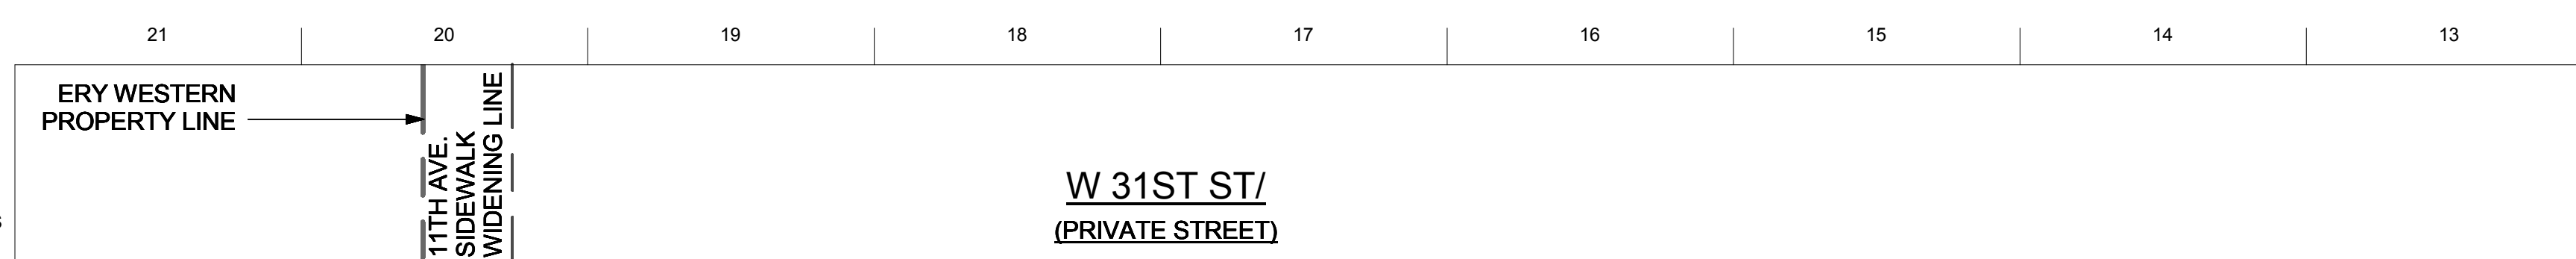 21 20 19 18 17 16 15 14 13
ERY WESTERN
PROPERTY LINE
11TH AVE.
SIDEWALK
WIDENING LINE
W 31ST ST/
(PRIVATE STREET)